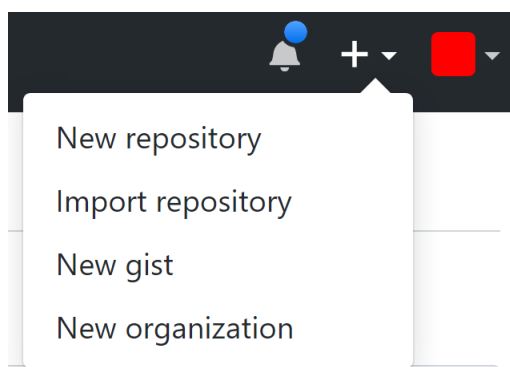 New repository
Import repository
New gist
New organization